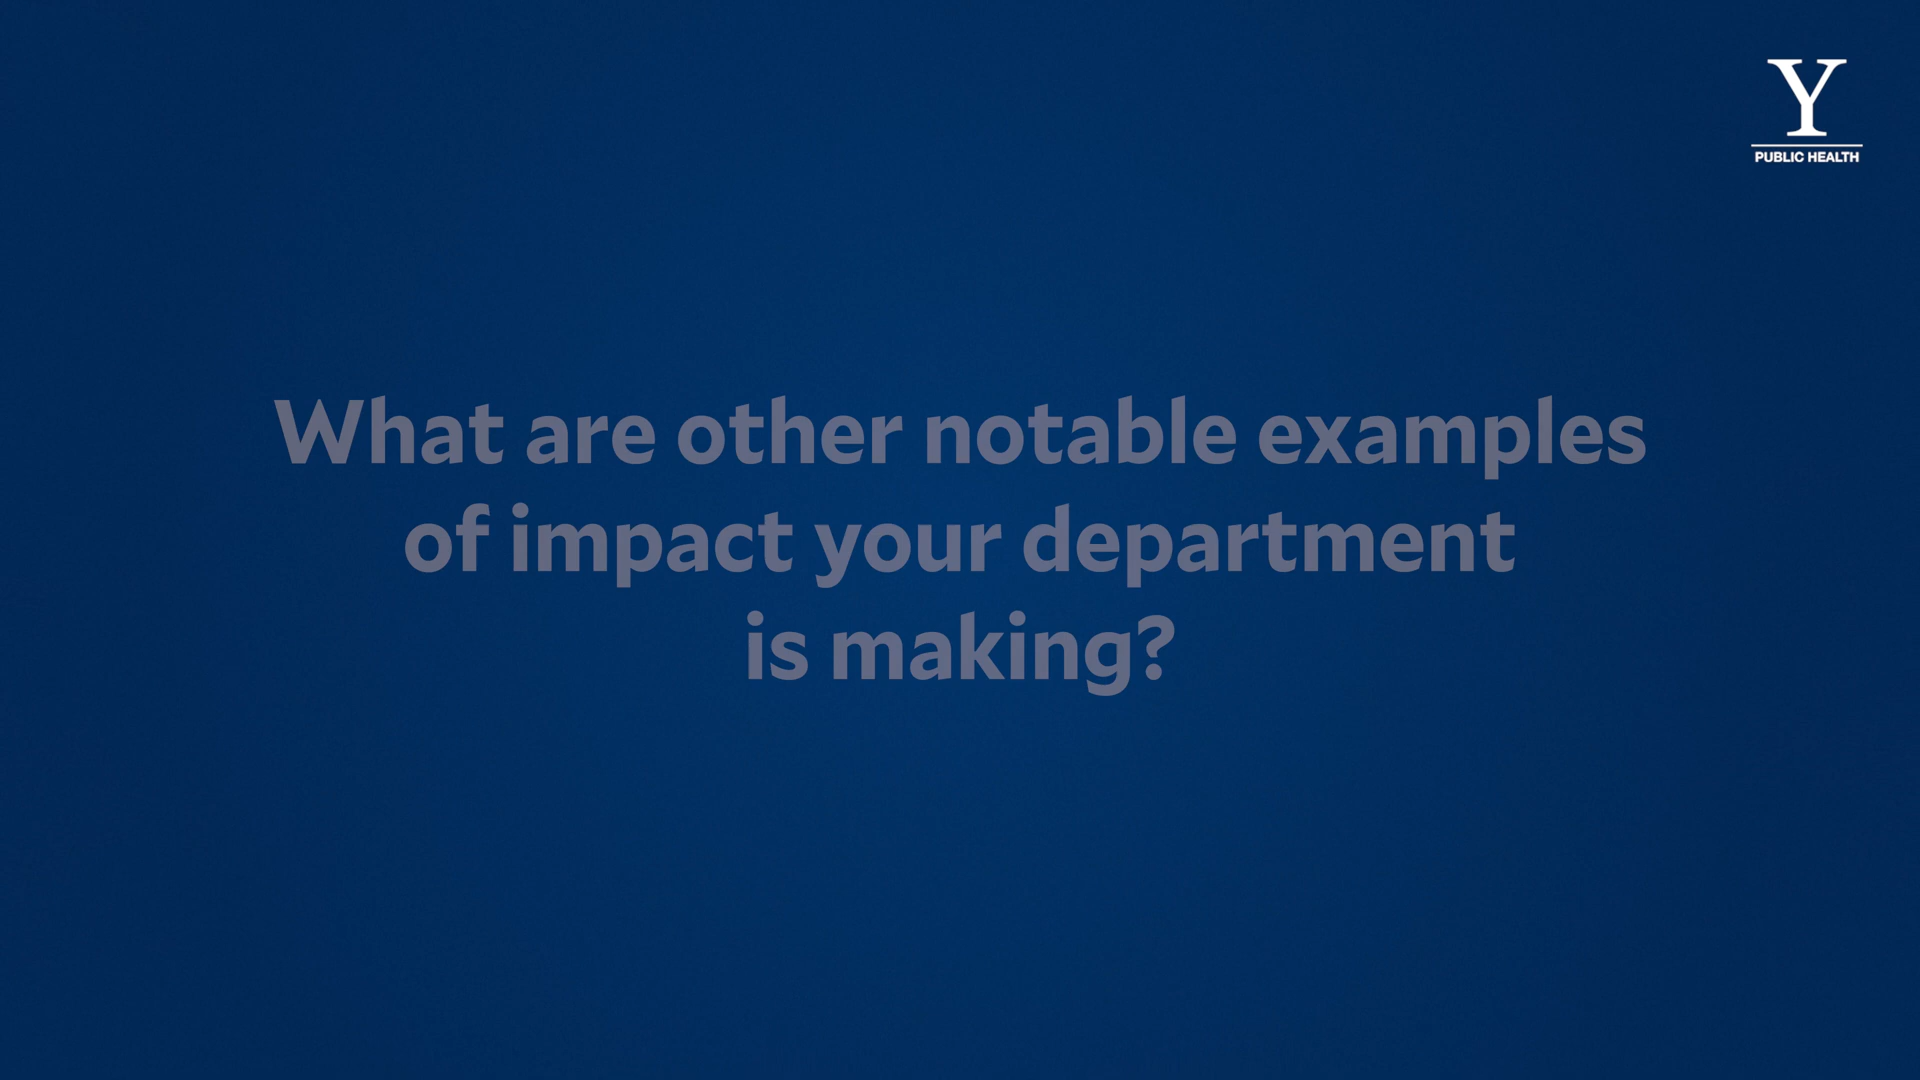 Y
PUBLIC HEALTH
What are other notable examples
of impact your department
is making?